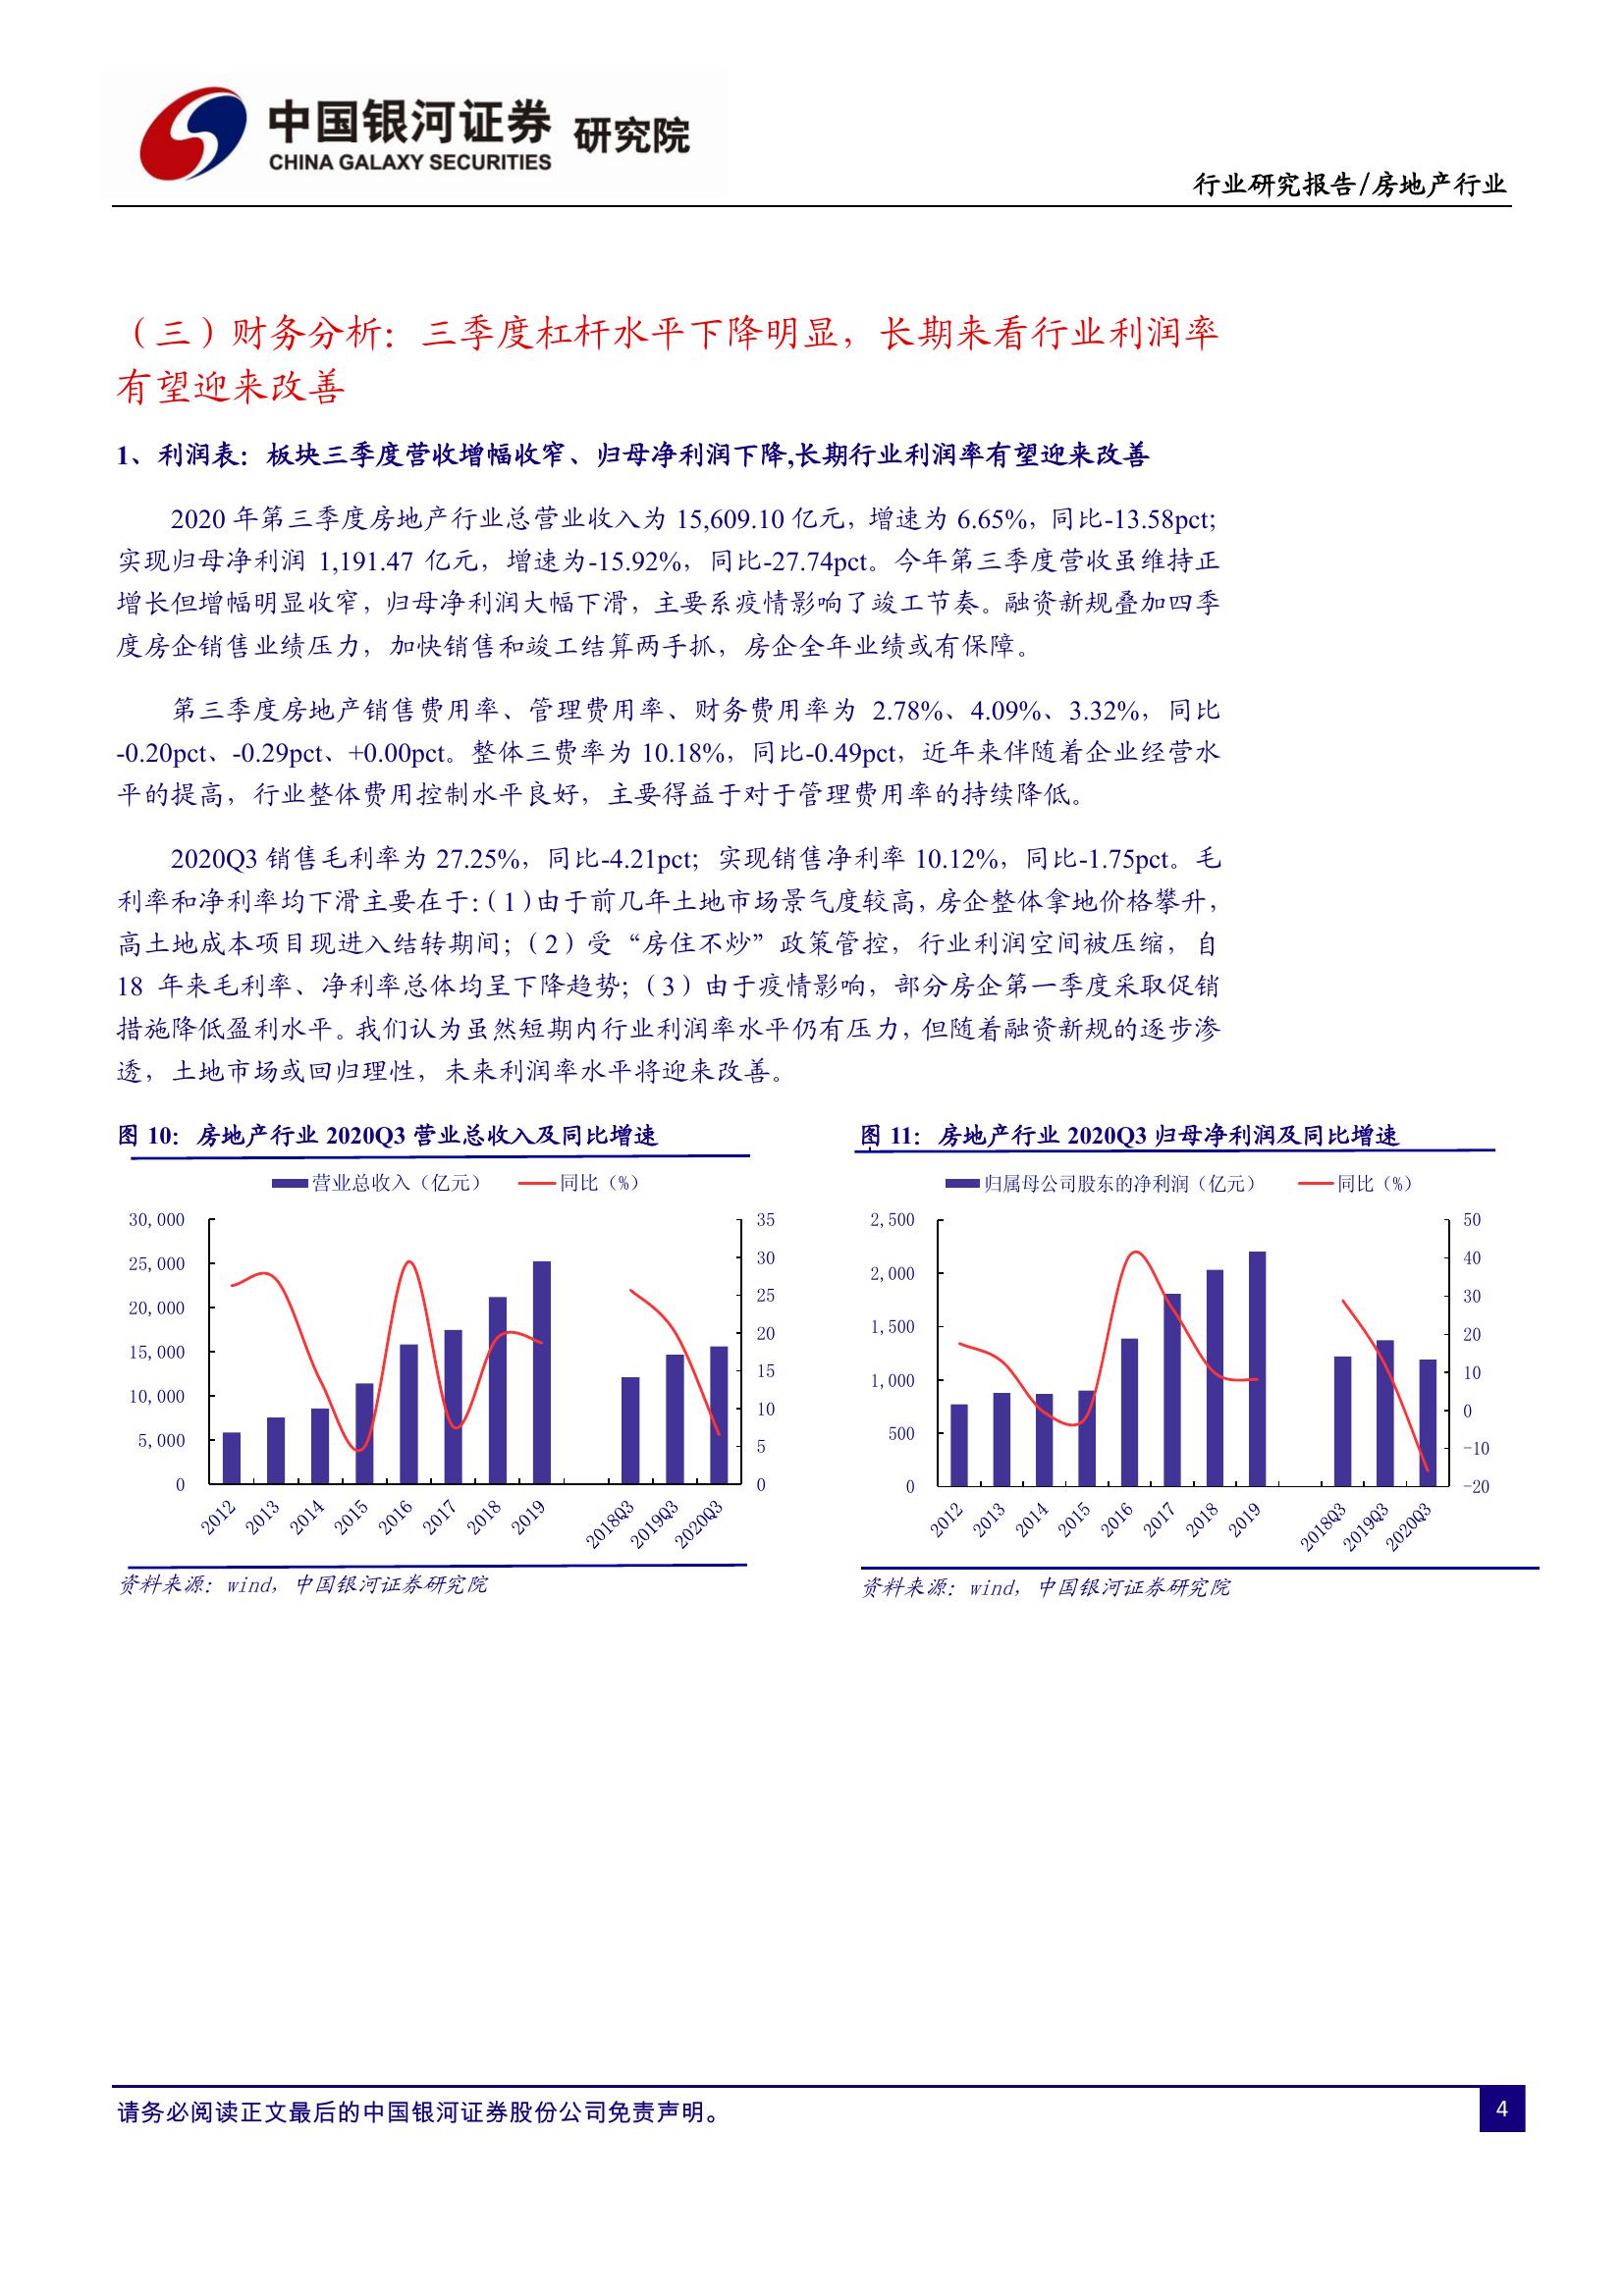 中国银河证券 研究院
CHINA GALAXY SECURITIES
行业研究报告/房地产行业
（三）财务分析：三季度杠杆水平下降明显，长期来看行业利润率
有望迎来改善
1、利润表：板块三季度营收增幅收窄、归母净利润下降,长期行业利润率有望迎来改善
2020 年第三季度房地产行业总营业收入为 15,609.10 亿元，增速为 6.65%，同比-13.58pct;
实现归母净利润 1,191.47 亿元，增速为-15.92%，同比-27.74pct。今年第三季度营收虽维持正
增长但增幅明显收窄，归母净利润大幅下滑，主要系疫情影响了竣工节奏。融资新规叠加四季
度房企销售业绩压力，加快销售和竣工结算两手抓，房企全年业绩或有保障。
第三季度房地产销售费用率、管理费用率、财务费用率为 2.78%、4.09%、3.32%，同比
-0.20pct、-0.29pct、+0.00pct。整体三费率为 10.18%，同比-0.49pct，近年来伴随着企业经营水
平的提高，行业整体费用控制水平良好，主要得益于对于管理费用率的持续降低。
2020Q3 销售毛利率为 27.25%，同比-4.21pct；实现销售净利率 10.12%，同比-1.75pct。毛
利率和净利率均下滑主要在于：（1）由于前几年土地市场景气度较高，房企整体拿地价格攀升，
高土地成本项目现进入结转期间；（2）受“房住不炒”政策管控，行业利润空间被压缩，自
18 年来毛利率、净利率总体均呈下降趋势；（3）由于疫情影响，部分房企第一季度采取促销
措施降低盈利水平。我们认为虽然短期内行业利润率水平仍有压力，但随着融资新规的逐步渗
透，土地市场或回归理性，未来利润率水平将迎来改善。
图 10：房地产行业 2020Q3 营业总收入及同比增速
营业总收入（亿元） 同比（%）
30,000 35
25,000 30
20,000 25
15,000 20
10,000 15
5,000 10
0 5
0
2012 2013 2014 2015 2016 2017 2018 2019 2018Q3 2019Q3 2020Q3
资料来源：wind，中国银河证券研究院
图 11：房地产行业 2020Q3 归母净利润及同比增速
归属母公司股东的净利润（亿元） 同比（%）
2,500 50
2,000 40
1,500 30
1,000 20
500 10
0 0
-10
-20
2012 2013 2014 2015 2016 2017 2018 2019 2018Q3 2019Q3 2020Q3
资料来源：wind，中国银河证券研究院
请务必阅读正文最后的中国银河证券股份公司免责声明。
4